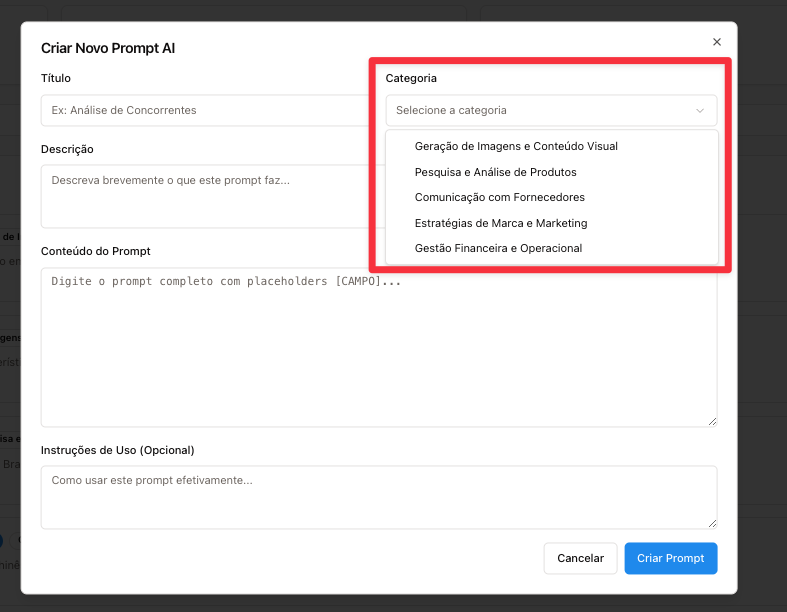 Criar Novo Prompt AI
Título
Categoria
Ex: Análise de Concorrentes
Selecione a categoria
Geração de Imagens e Conteúdo Visual
Pesquisa e Análise de Produtos
Comunicação com Fornecedores
Estratégias de Marca e Marketing
Gestão Financeira e Operacional
Descrição
Descreva brevemente o que este prompt faz...
Conteúdo do Prompt
Digite o prompt completo com placeholders [CAMPO]...
Instruções de Uso (Opcional)
Como usar este prompt efetivamente...
Cancelar
Criar Prompt